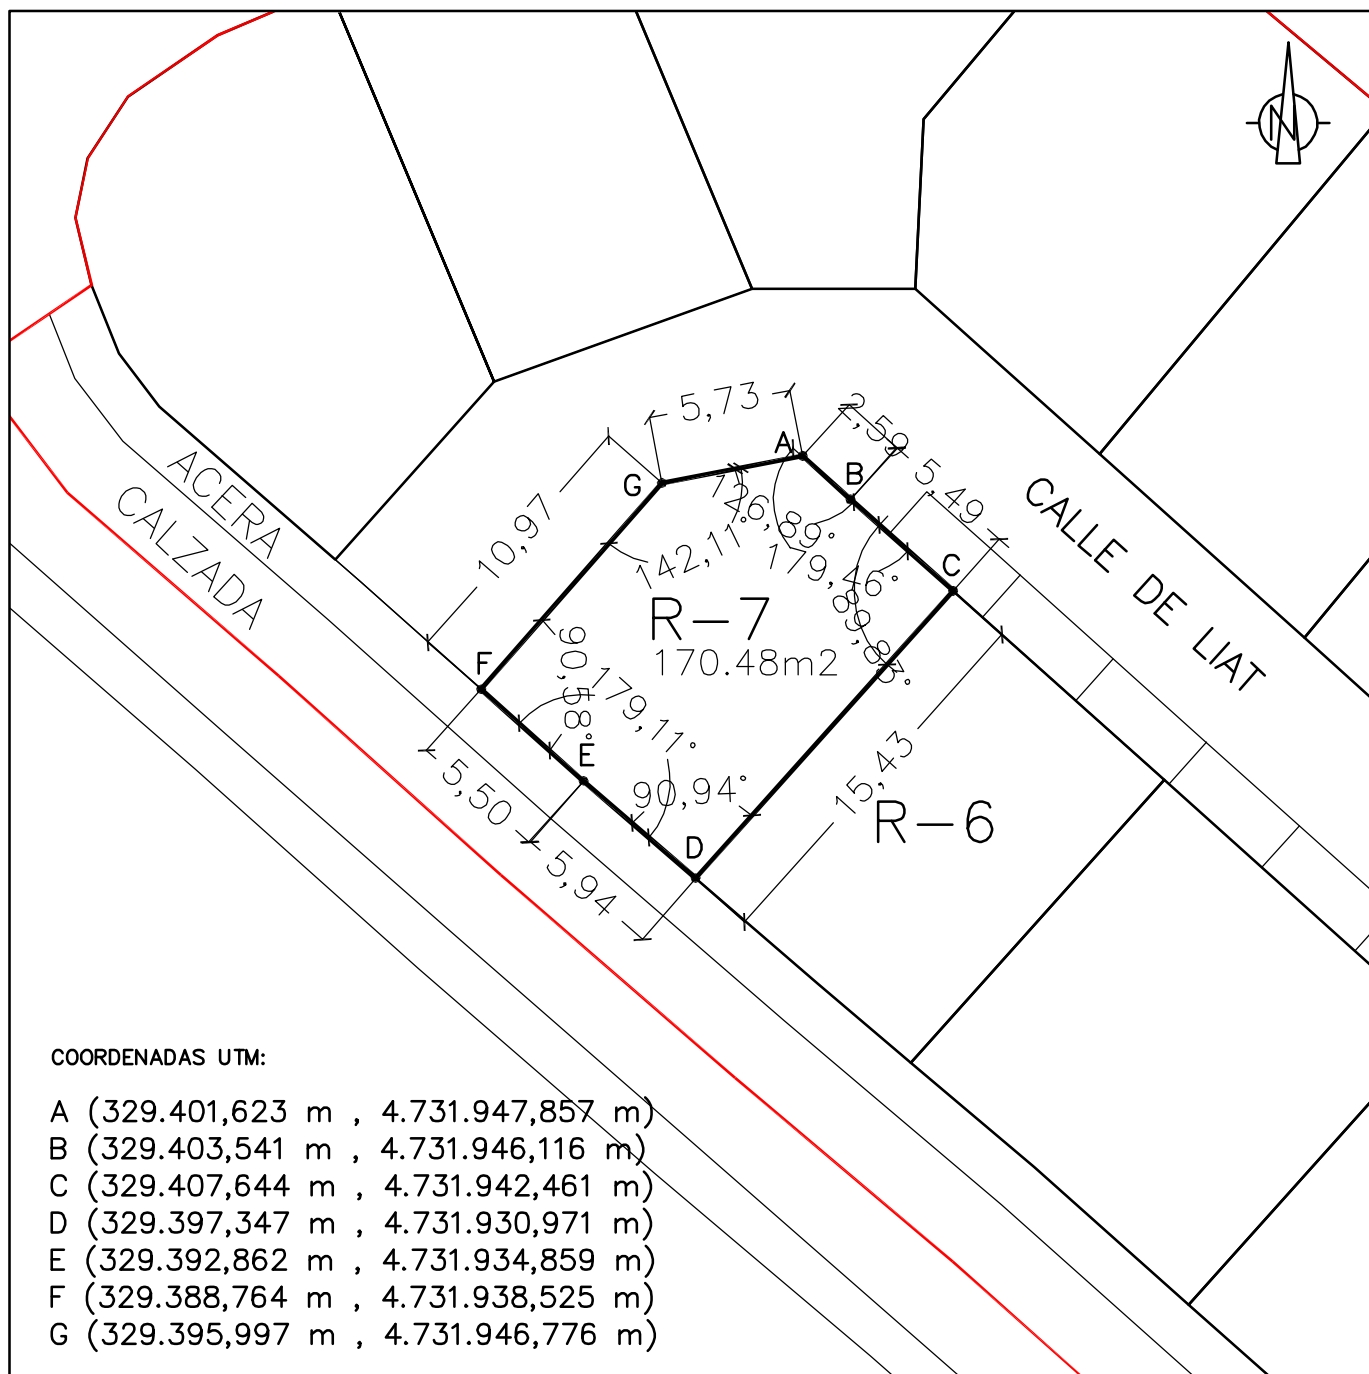 N
5,73
2,59
A
B
G
5,49
CALLE DE LIAT
ACERA
CALZADA
10,97
126,89°
142,11°
179,46°
C
89,83°
R-7
170.48m2
F
90,58°
179,11°
E
90,94°
15,43
R-6
5,50
D
5,94
COORDENADAS UTM:
A (329.401,623 m , 4.731.947,857 m)
B (329.403,541 m , 4.731.946,116 m)
C (329.407,644 m , 4.731.942,461 m)
D (329.397,347 m , 4.731.930,971 m)
E (329.392,862 m , 4.731.934,859 m)
F (329.388,764 m , 4.731.938,525 m)
G (329.395,997 m , 4.731.946,776 m)